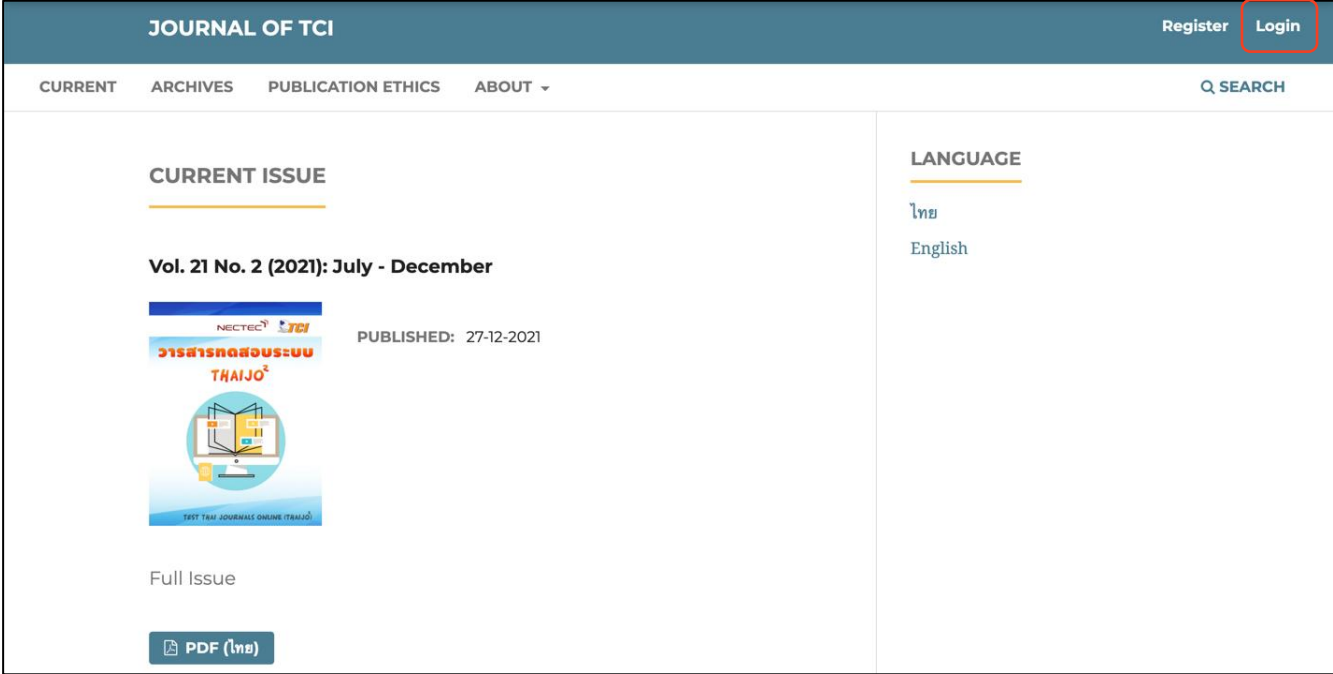 JOURNAL OF TCI
Register Login
CURRENT ARCHIVES PUBLICATION ETHICS ABOUT
SEARCH
CURRENT ISSUE
Vol. 21 No. 2 (2021): July - December
NECTEC TCI
วารสารทดสอบระบบ
THAIJO2
TEST THAI JOURNALS ONLINE (THAIJO)
PUBLISHED: 27-12-2021
Full Issue
PDF (ไทย)
LANGUAGE
ไทย
English